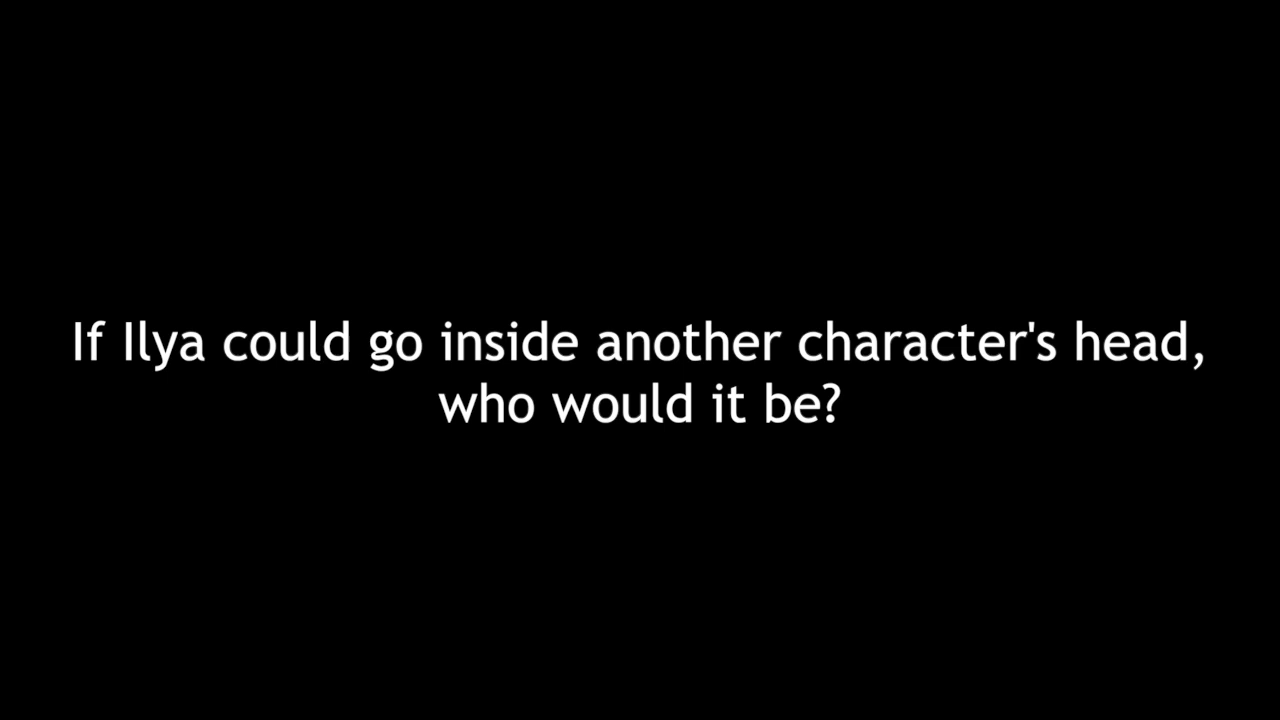 If Ilya could go inside another character's head,
who would it be?